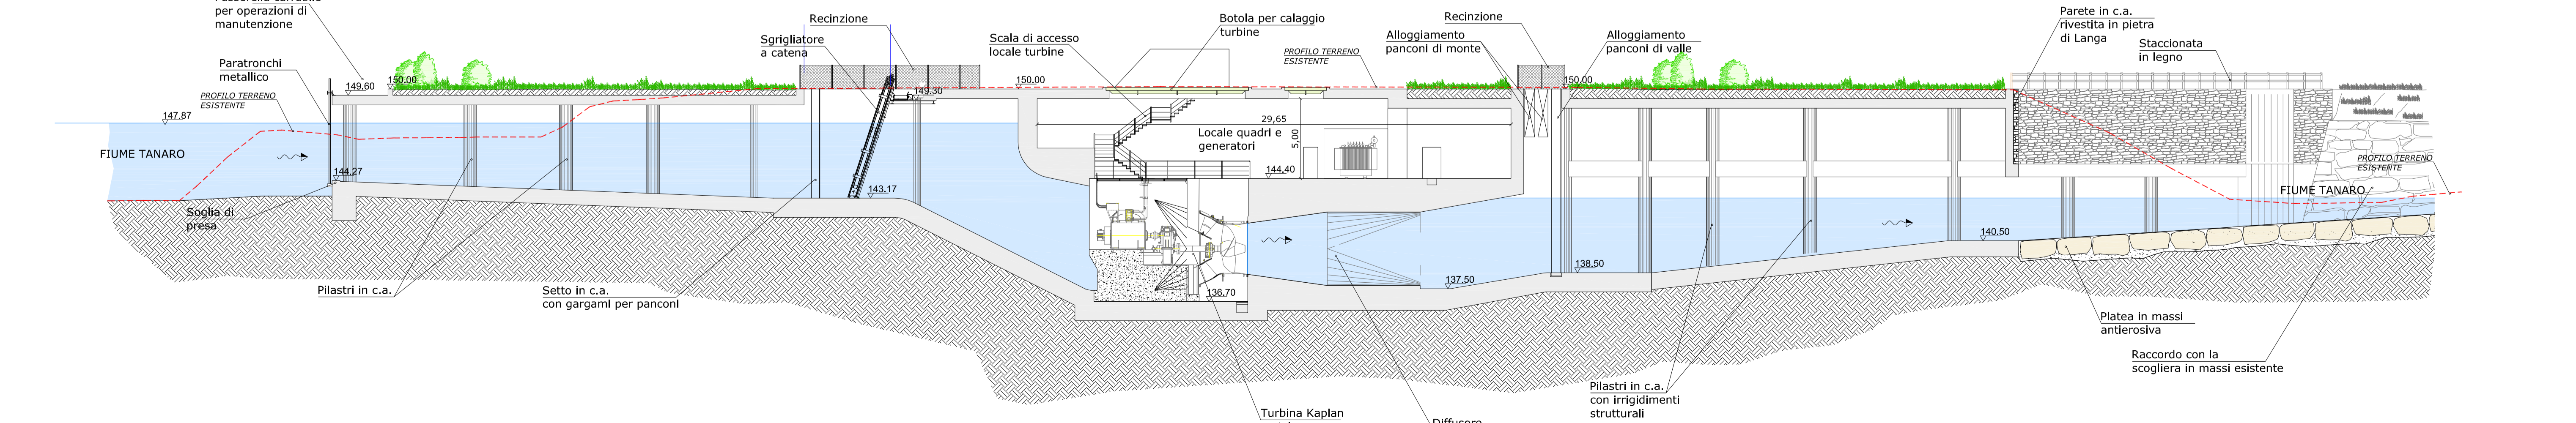 per operazioni di
manutenzione
Paratronchi
metallico
PROFILO TERRENO
ESISTENTE
147,87
FIUME TANARO
149,60
150,00
144,27
Soglia di
presa
Pilastri in c.a.
Setto in c.a.
con gargami per panconi
Recinzione
Sgrigliatore
a catena
149,30
143,17
Scala di accesso
locale turbine
150,00
Botola per calaggio
turbine
PROFILO TERRENO
ESISTENTE
29,65
5,00
Locale quadri e
generatori
144,40
136,70
Turbina Kaplan
Diffusore
137,50
Recinzione
Alloggiamento
panconi di monte
Alloggiamento
panconi di valle
150,00
138,50
Pilastri in c.a.
con irrigidimenti
strutturali
140,50
Parete in c.a.
rivestita in pietra
di Langa
Staccionata
in legno
PROFILO TERRENO
ESISTENTE
FIUME TANARO
Platea in massi
antierosiva
Raccordo con la
scogliera in massi esistente